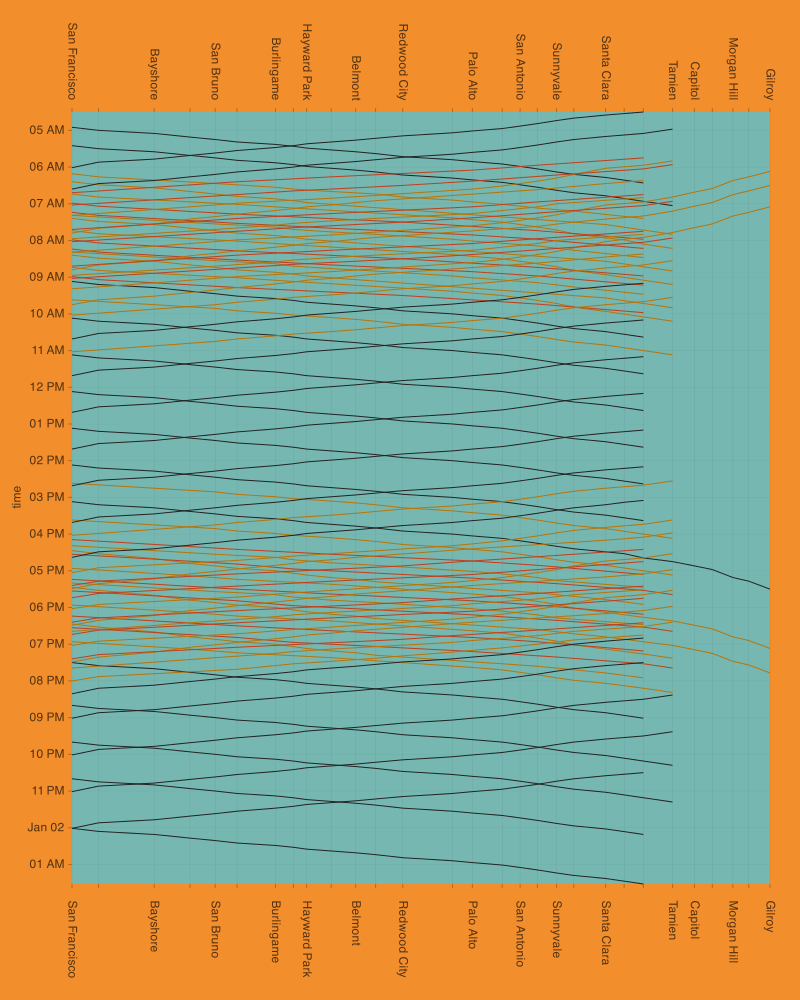 San Francisco
Bayshore
San Bruno
Burlingame
Hayward Park
Belmont
Redwood City
Palo Alto
San Antonio
Sunnyvale
Santa Clara
Tamien
Capitol
Morgan Hill
Gilroy
05 AM
06 AM
07 AM
08 AM
09 AM
10 AM
11 AM
12 PM
01 PM
02 PM
time
03 PM
04 PM
05 PM
06 PM
07 PM
08 PM
09 PM
10 PM
11 PM
Jan 02
01 AM
San Francisco
Bayshore
San Bruno
Burlingame
Hayward Park
Belmont
Redwood City
Palo Alto
San Antonio
Sunnyvale
Santa Clara
Tamien
Capitol
Morgan Hill
Gilroy